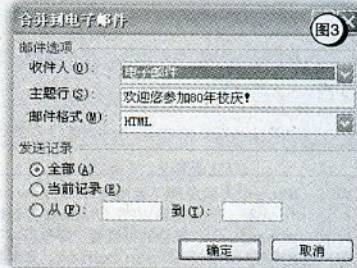 合并到电子邮件
图3
邮件选项
收件人(O): 电子邮件
主题行(S): 欢迎您参加80年校庆!
邮件格式(M): HTML
发送记录
全部(A)
当前记录(E)
从(F): 到(T):
确定 取消